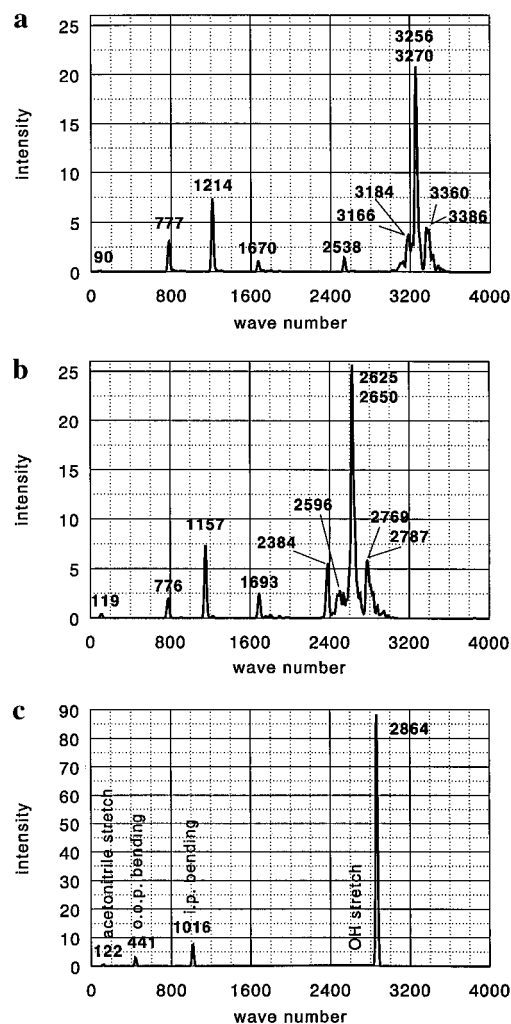 a
25
20
15
10
5
0
intensity
90
777
1214
1670
2538
3184
3166
3256
3270
3360
3386
0 800 1600 2400 3200 4000
wave number
b
25
20
15
10
5
0
intensity
119
776
1157
1693
2384
2596
2625
2650
2769
2787
0 800 1600 2400 3200 4000
wave number
c
90
80
70
60
50
40
30
20
10
0
intensity
acetonitrile stretch
o.o.p. bending
i.p. bending
OH stretch
122
441
1016
2864
0 800 1600 2400 3200 4000
wave number